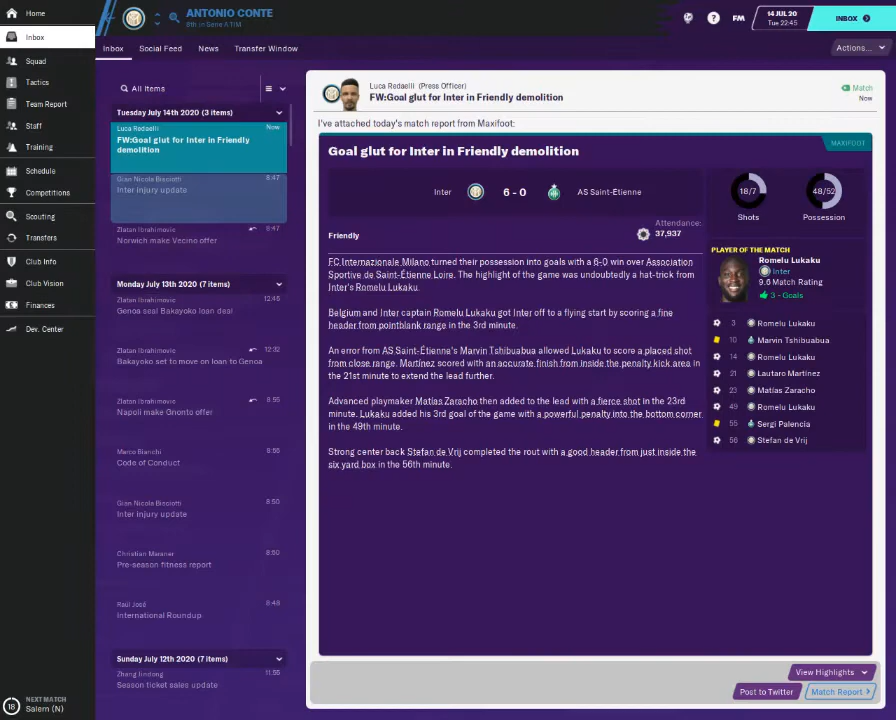 Home
ANTONIO CONTE
6th in Serie A TIM
?
FM
14 JUL 20
Tue 22:45
INBOX
Inbox
Inbox
Social Feed
News
Transfer Window
Actions...
Squad
Tactics
Team Report
Staff
Training
Schedule
Competitions
Scouting
Transfers
Club Info
Club Vision
Finances
Dev. Center
18
NEXT MATCH
Salern (N)
All Items
Tuesday July 14th 2020 (3 items)
Luca Redaelli
Now
FW:Goal glut for Inter in Friendly
demolition
Gian Nicola Bisciotti
8:47
Inter injury update
Zlatan Ibrahimovic
8:47
Norwich make Vecino offer
Monday July 13th 2020 (7 items)
Zlatan Ibrahimovic
12:46
Genoa seal Bakayoko loan deal
Zlatan Ibrahimovic
12:32
Bakayoko set to move on loan to Genoa
Zlatan Ibrahimovic
8:56
Napoli make Gnonto offer
Marco Bianchi
8:56
Code of Conduct
Gian Nicola Bisciotti
8:50
Inter injury update
Christian Maraner
8:50
Pre-season fitness report
Raúl José
8:48
International Roundup
Sunday July 12th 2020 (7 items)
Zhang Jindong
11:56
Season ticket sales update
Luca Redaelli (Press Officer)
FW:Goal glut for Inter in Friendly demolition
Match
Now
I've attached today's match report from Maxifoot:
MAXIFOOT
Goal glut for Inter in Friendly demolition
Inter
6 - 0
AS Saint-Étienne
Friendly
Attendance:
37,937
FC Internazionale Milano turned their possession into goals with a 6-0 win over Association
Sportive de Saint-Étienne Loire. The highlight of the game was undoubtedly a hat-trick from
Inter's Romelu Lukaku.
Belgium and Inter captain Romelu Lukaku got Inter off to a flying start by scoring a fine
header from pointblank range in the 3rd minute.
An error from AS Saint-Étienne's Marvin Tshibuabua allowed Lukaku to score a placed shot
from close range. Martínez scored with an accurate finish from inside the penalty kick area in
the 21st minute to extend the lead further.
Advanced playmaker Matías Zaracho then added to the lead with a fierce shot in the 23rd
minute. Lukaku added his 3rd goal of the game with a powerful penalty into the bottom corner
in the 49th minute.
Strong center back Stefan de Vrij completed the rout with a good header from just inside the
six yard box in the 56th minute.
18/7
Shots
48/52
Possession
PLAYER OF THE MATCH
Romelu Lukaku
Inter
9.6 Match Rating
3 - Goals
3 Romelu Lukaku
10 Marvin Tshibuabua
14 Romelu Lukaku
21 Lautaro Martínez
23 Matías Zaracho
49 Romelu Lukaku
55 Sergi Palencia
56 Stefan de Vrij
View Highlights
Post to Twitter
Match Report